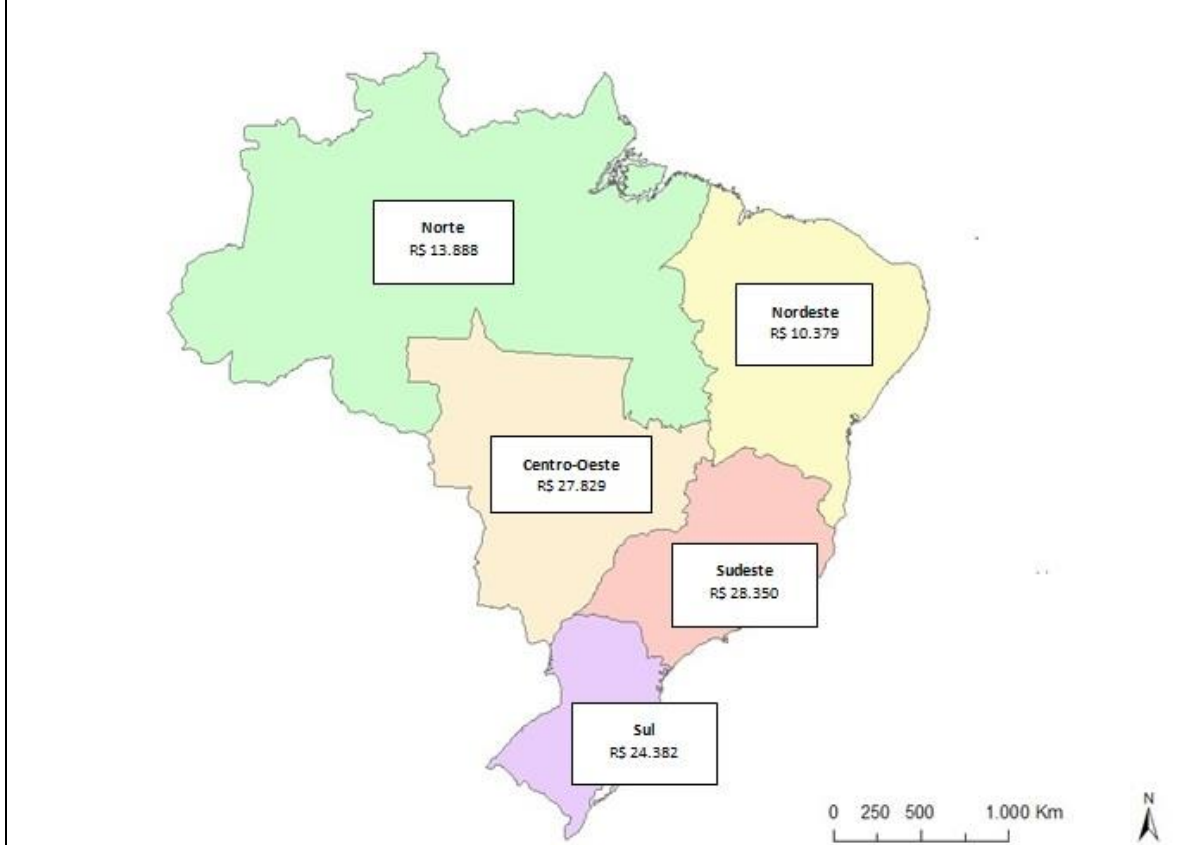 Norte
R$ 13.888
Nordeste
R$ 10.379
Centro-Oeste
R$ 27.829
Sudeste
R$ 28.350
Sul
R$ 24.382
0 250 500 1.000 Km
N